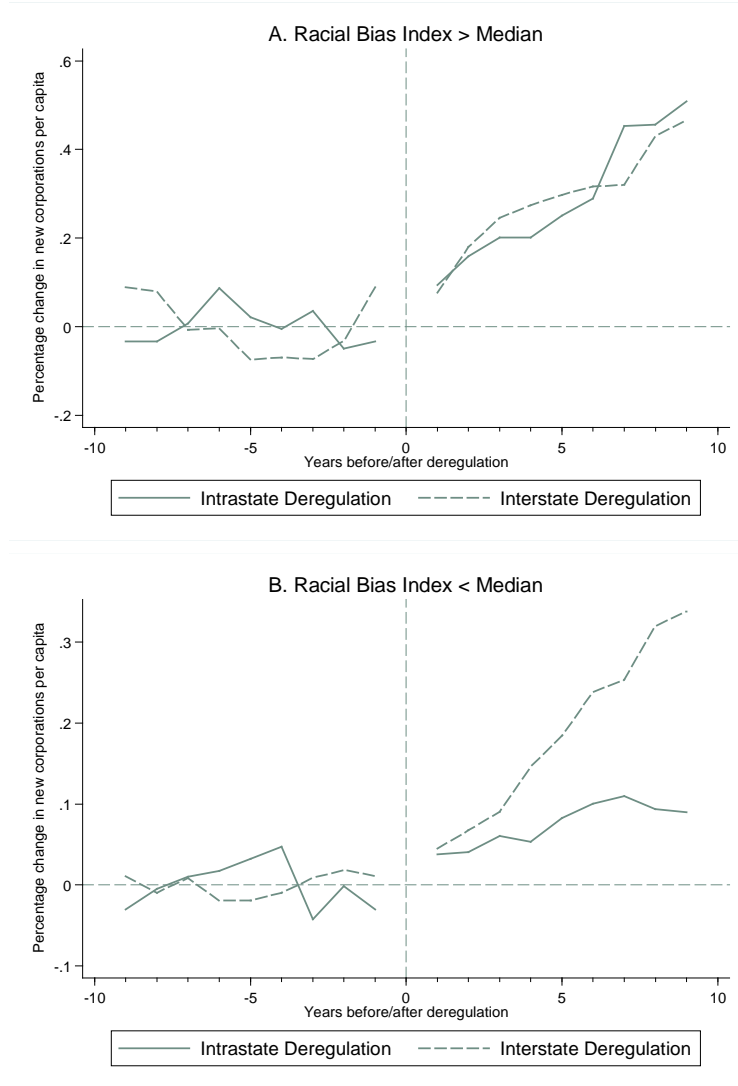 A. Racial Bias Index > Median
Percentage change in new corporations per capita
.6
.4
.2
0
-.2
-10
-5
0
5
10
Years before/after deregulation
Intrastate Deregulation
Interstate Deregulation
B. Racial Bias Index < Median
Percentage change in new corporations per capita
.3
.2
.1
0
-.1
-10
-5
0
5
10
Years before/after deregulation
Intrastate Deregulation
Interstate Deregulation